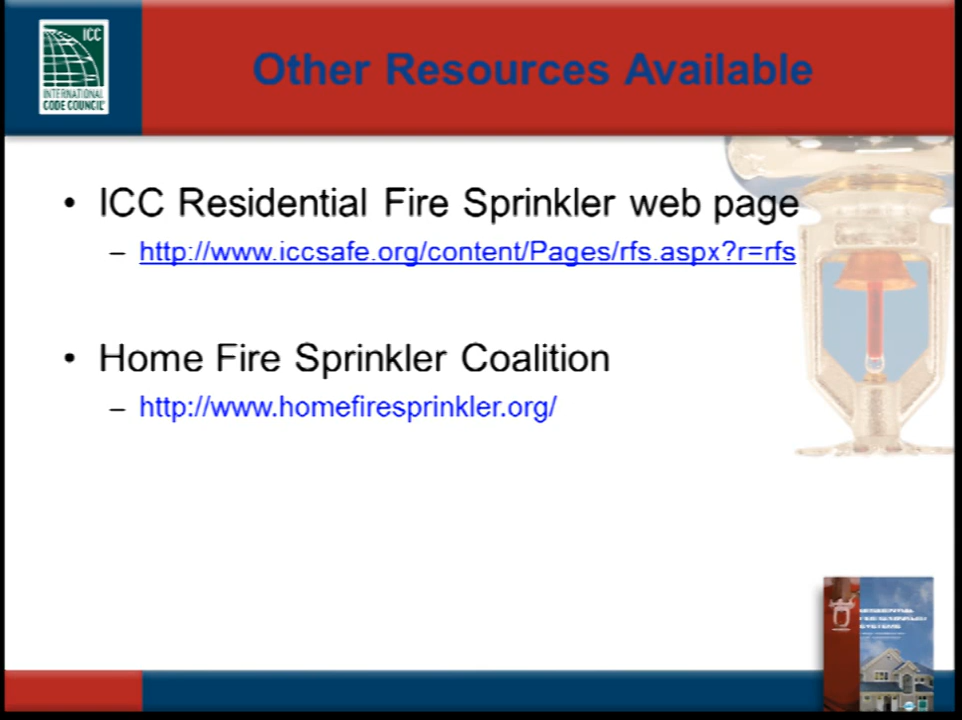 ICC
INTERNATIONAL
CODE COUNCIL
Other Resources Available
• ICC Residential Fire Sprinkler web page
– http://www.iccsafe.org/content/Pages/rfs.aspx?r=rfs
• Home Fire Sprinkler Coalition
– http://www.homefiresprinkler.org/
SYSTEMS